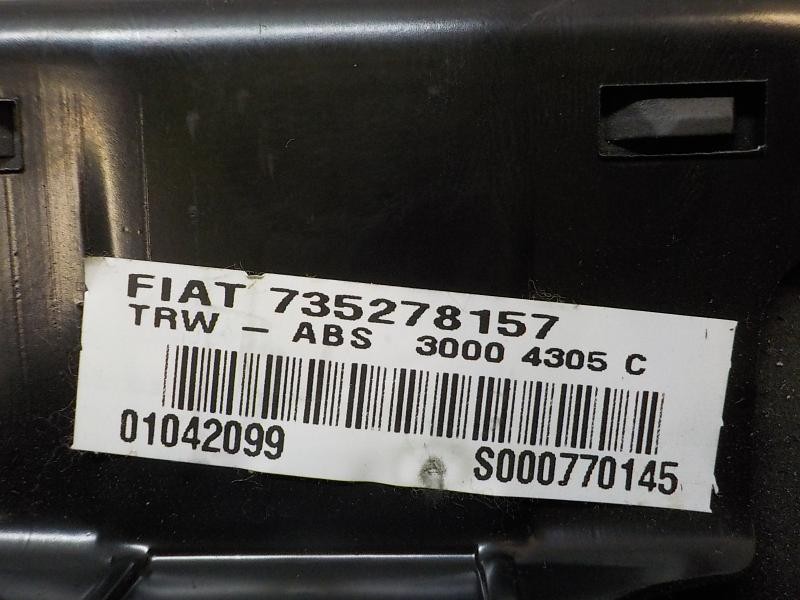 FIAT 735278157
TRW - ABS 3000 4305 C
01042099 S000770145